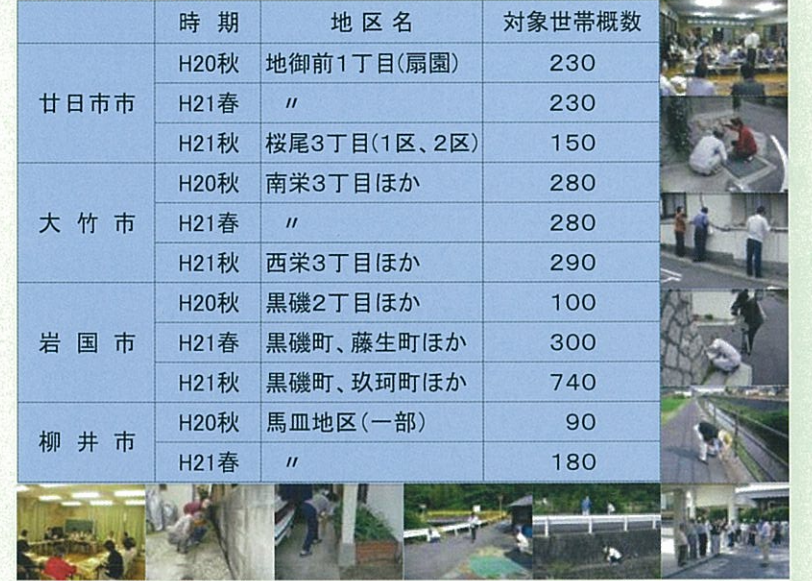 時期 地区名 対象世帯概数
廿日市市 H20秋 地御前1丁目(扇園) 230
H21春 〃 230
H21秋 桜尾3丁目(1区、2区) 150
大竹市 H20秋 南栄3丁目ほか 280
H21春 〃 280
H21秋 西栄3丁目ほか 290
岩国市 H20秋 黒磯2丁目ほか 100
H21春 黒磯町、藤生町ほか 300
H21秋 黒磯町、玖珂町ほか 740
柳井市 H20秋 馬皿地区(一部) 90
H21春 〃 180